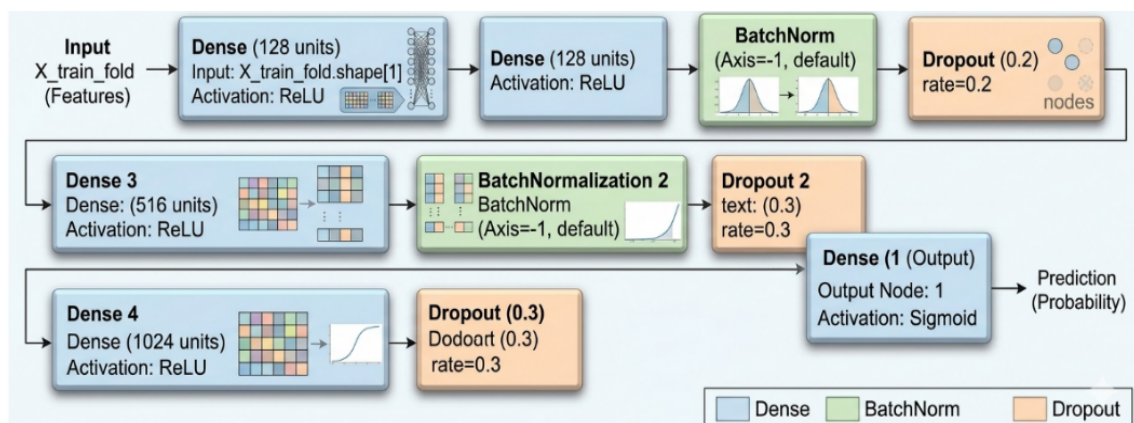 Input
X_train_fold
(Features)
Dense (128 units)
Input: X_train_fold.shape[1]
Activation: ReLU
Dense (128 units)
Activation: ReLU
BatchNorm
(Axis=-1, default)
Dropout (0.2)
rate=0.2
nodes
Dense 3
Dense: (516 units)
Activation: ReLU
BatchNormalization 2
BatchNorm
(Axis=-1, default)
Dropout 2
text: (0.3)
rate=0.3
Dense (1 (Output)
Output Node: 1
Activation: Sigmoid
Prediction
(Probability)
Dense 4
Dense (1024 units)
Activation: ReLU
Dropout (0.3)
Dodoart (0.3)
rate=0.3
Dense
BatchNorm
Dropout